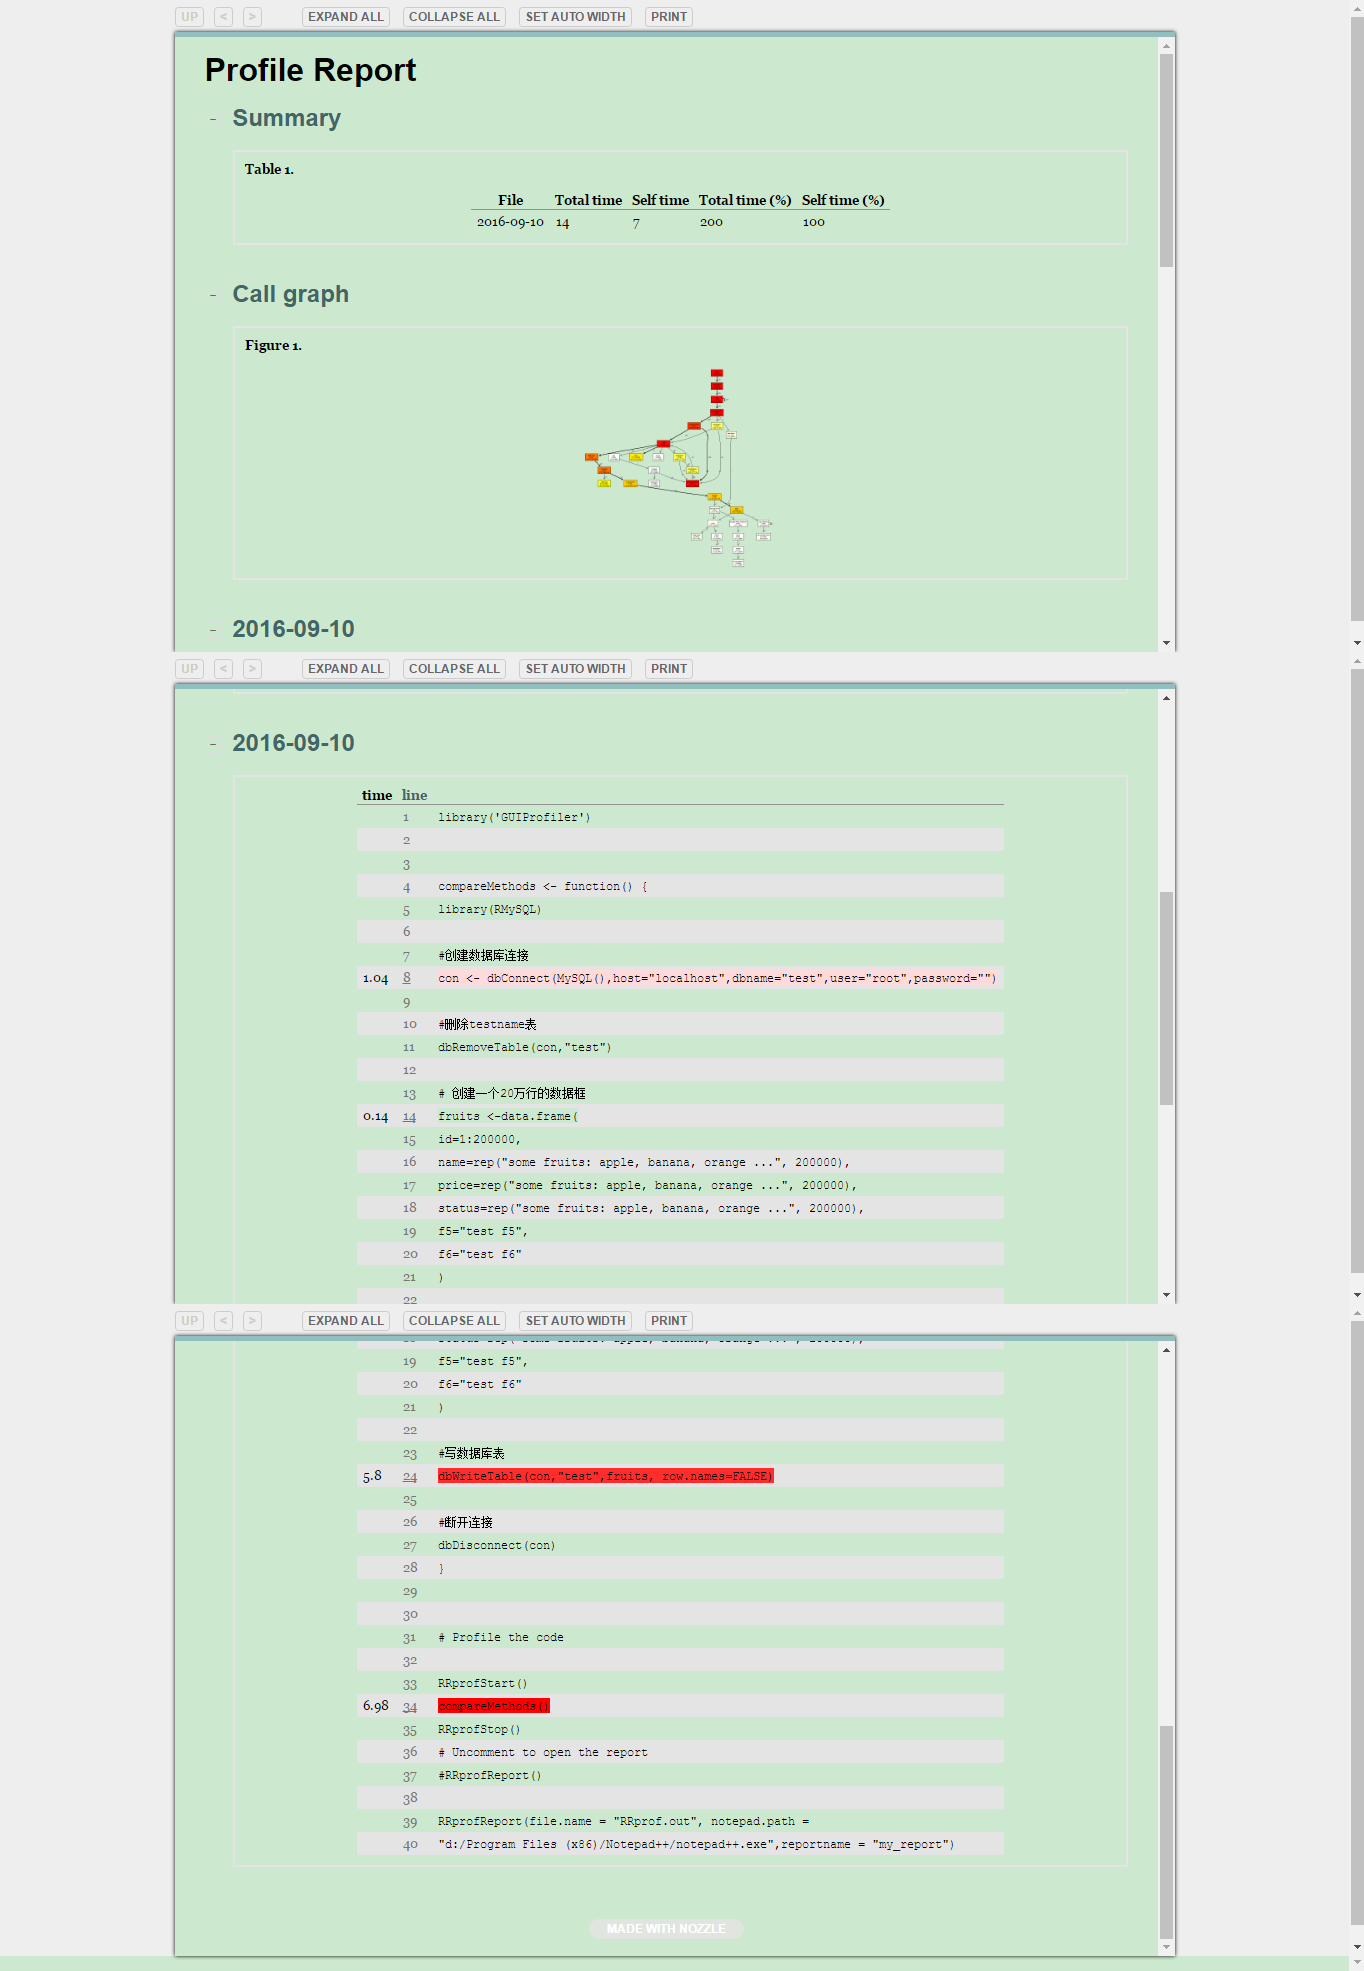 UP < > EXPAND ALL COLLAPSE ALL SET AUTO WIDTH PRINT
Profile Report
- Summary
Table 1.
File Total time Self time Total time (%) Self time (%)
2016-09-10 14 7 200 100
- Call graph
Figure 1.
- 2016-09-10
UP < > EXPAND ALL COLLAPSE ALL SET AUTO WIDTH PRINT
- 2016-09-10
time line
1 library('GUIProfiler')
2
3
4 compareMethods <- function() {
5 library(RMySQL)
6
7 #创建数据库连接
1.04 8 con <- dbConnect(MySQL(),host="localhost",dbname="test",user="root",password="")
9
10 #删除testname表
11 dbRemoveTable(con,"test")
12
13 # 创建一个20万行的数据框
0.14 14 fruits <-data.frame(
15 id=1:200000,
16 name=rep("some fruits: apple, banana, orange ...", 200000),
17 price=rep("some fruits: apple, banana, orange ...", 200000),
18 status=rep("some fruits: apple, banana, orange ...", 200000),
19 f5="test f5",
20 f6="test f6"
21 )
22
UP < > EXPAND ALL COLLAPSE ALL SET AUTO WIDTH PRINT
19 f5="test f5",
20 f6="test f6"
21 )
22
23 #写数据库表
5.8 24 dbWriteTable(con,"test",fruits, row.names=FALSE)
25
26 #断开连接
27 dbDisconnect(con)
28 }
29
30
31 # Profile the code
32
33 RRprofStart()
6.98 34 compareMethods()
35 RRprofStop()
36 # Uncomment to open the report
37 #RRprofReport()
38
39 RRprofReport(file.name = "RRprof.out", notepad.path =
40 "d:/Program Files (x86)/Notepad++/notepad++.exe",reportname = "my_report")
MADE WITH NOZZLE